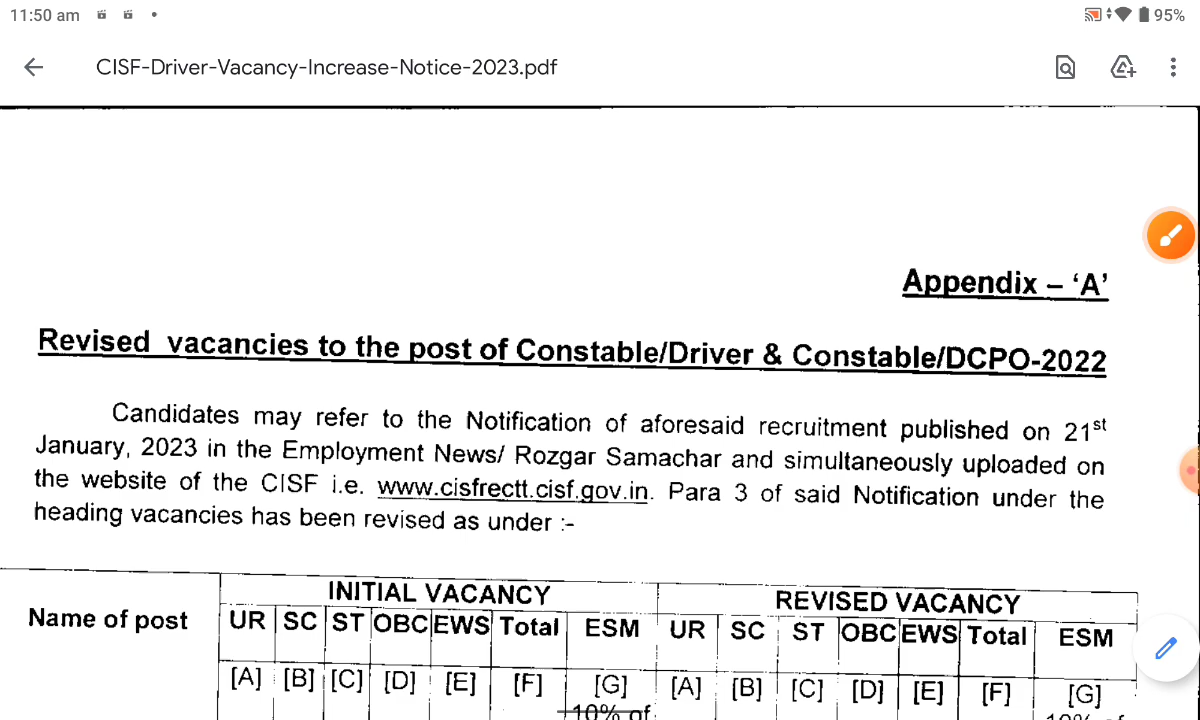 11:50 am
95%
CISF-Driver-Vacancy-Increase-Notice-2023.pdf
Appendix – ‘A’
Revised vacancies to the post of Constable/Driver & Constable/DCPO-2022
Candidates may refer to the Notification of aforesaid recruitment published on 21st
January, 2023 in the Employment News/ Rozgar Samachar and simultaneously uploaded on
the website of the CISF i.e. www.cisfrectt.cisf.gov.in. Para 3 of said Notification under the
heading vacancies has been revised as under :-
Name of post
INITIAL VACANCY REVISED VACANCY
UR SC ST OBC EWS Total ESM UR SC ST OBC EWS Total ESM
[A] [B] [C] [D] [E] [F] [G] [A] [B] [C] [D] [E] [F] [G]
10% of